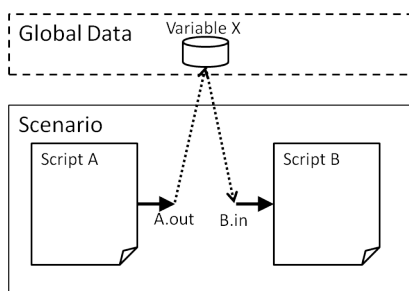 Global Data
Variable X
Scenario
Script A
Script B
A.out
B.in